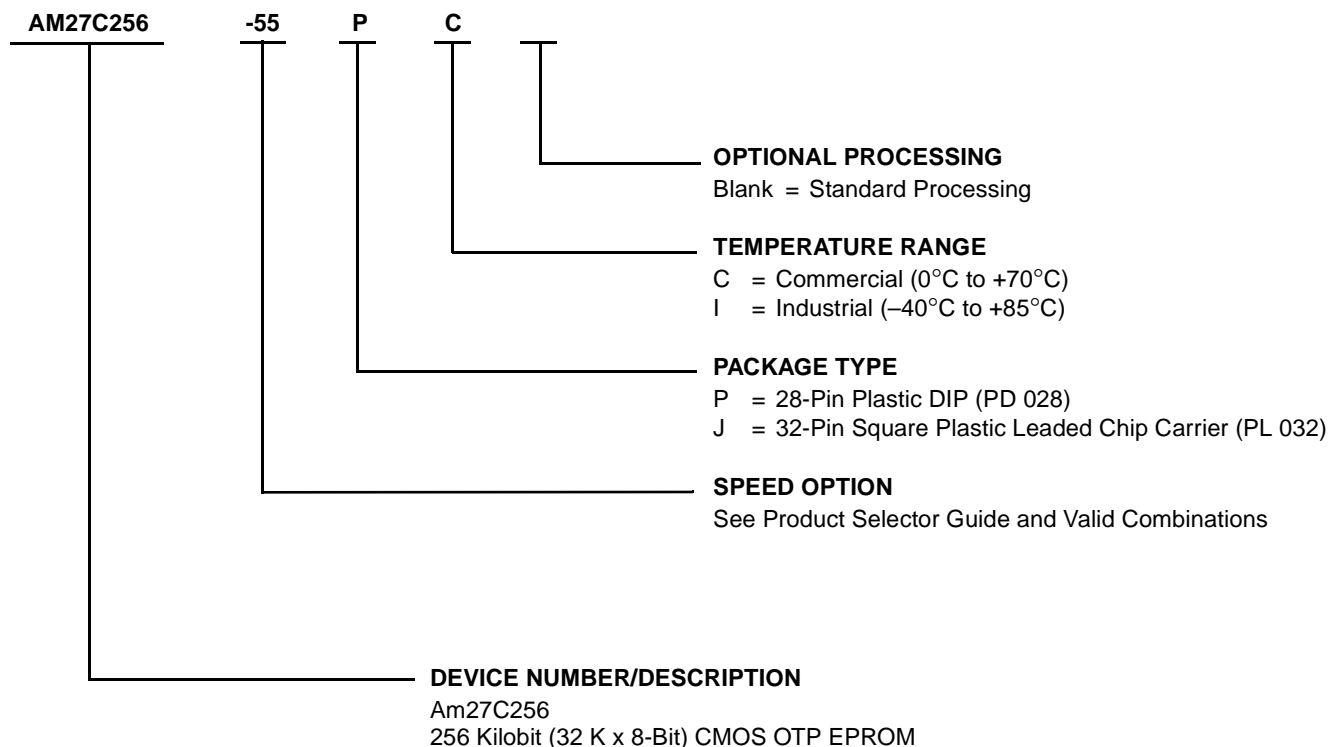 AM27C256 -55 P C
OPTIONAL PROCESSING
Blank = Standard Processing
TEMPERATURE RANGE
C = Commercial (0°C to +70°C)
I = Industrial (–40°C to +85°C)
PACKAGE TYPE
P = 28-Pin Plastic DIP (PD 028)
J = 32-Pin Square Plastic Leaded Chip Carrier (PL 032)
SPEED OPTION
See Product Selector Guide and Valid Combinations
DEVICE NUMBER/DESCRIPTION
Am27C256
256 Kilobit (32 K x 8-Bit) CMOS OTP EPROM